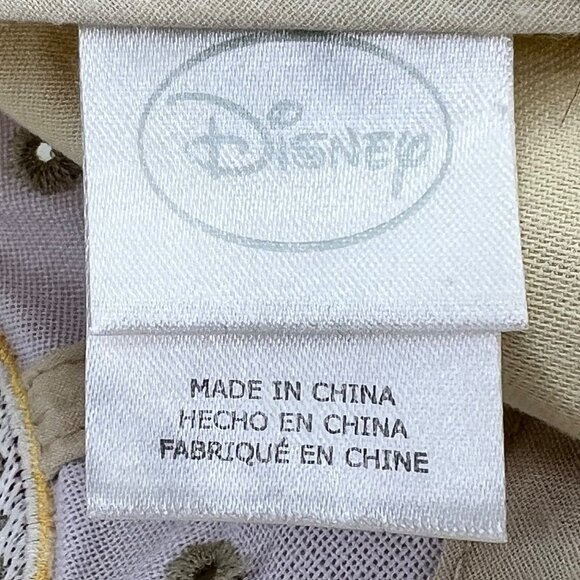 Disney
MADE IN CHINA
HECHO EN CHINA
FABRIQUÉ EN CHINE